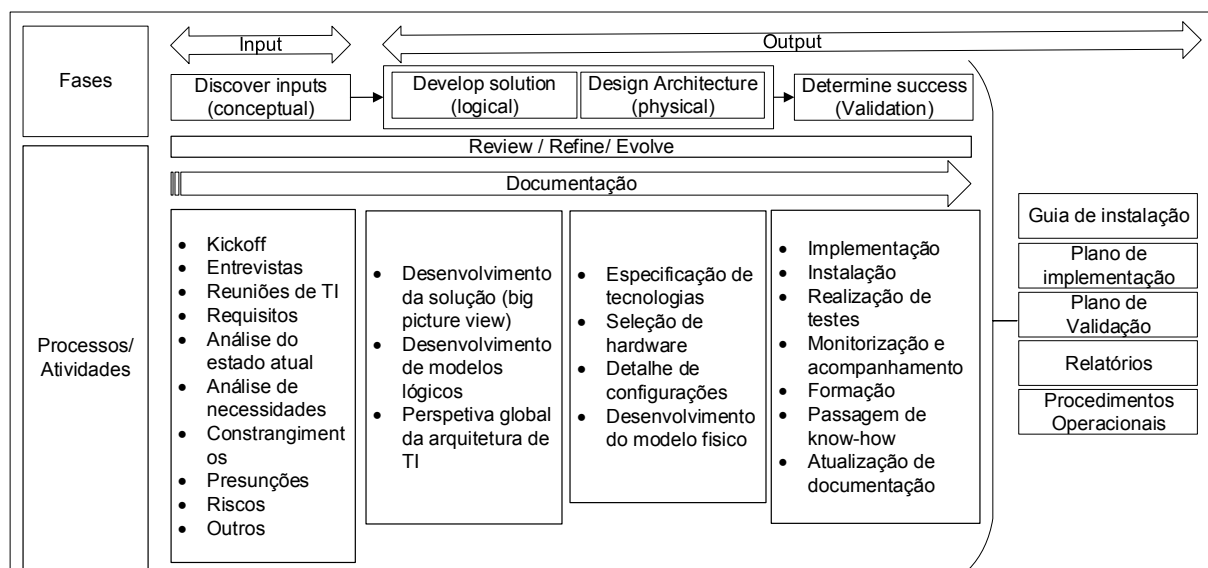 Input
Output
Fases
Discover inputs
(conceptual)
Develop solution
(logical)
Design Architecture
(physical)
Determine success
(Validation)
Review / Refine/ Evolve
Documentação
Processos/
Atividades
• Kickoff
• Entrevistas
• Reuniões de TI
• Requisitos
• Análise do
estado atual
• Análise de
necessidades
• Constrangiment
os
• Presunções
• Riscos
• Outros
• Desenvolvimento
da solução (big
picture view)
• Desenvolvimento
de modelos
lógicos
• Perspetiva global
da arquitetura de
TI
• Especificação de
tecnologias
• Seleção de
hardware
• Detalhe de
configurações
• Desenvolvimento
do modelo fisico
• Implementação
• Instalação
• Realização de
testes
• Monitorização e
acompanhamento
• Formação
• Passagem de
know-how
• Atualização de
documentação
Guia de instalação
Plano de
implementação
Plano de
Validação
Relatórios
Procedimentos
Operacionais